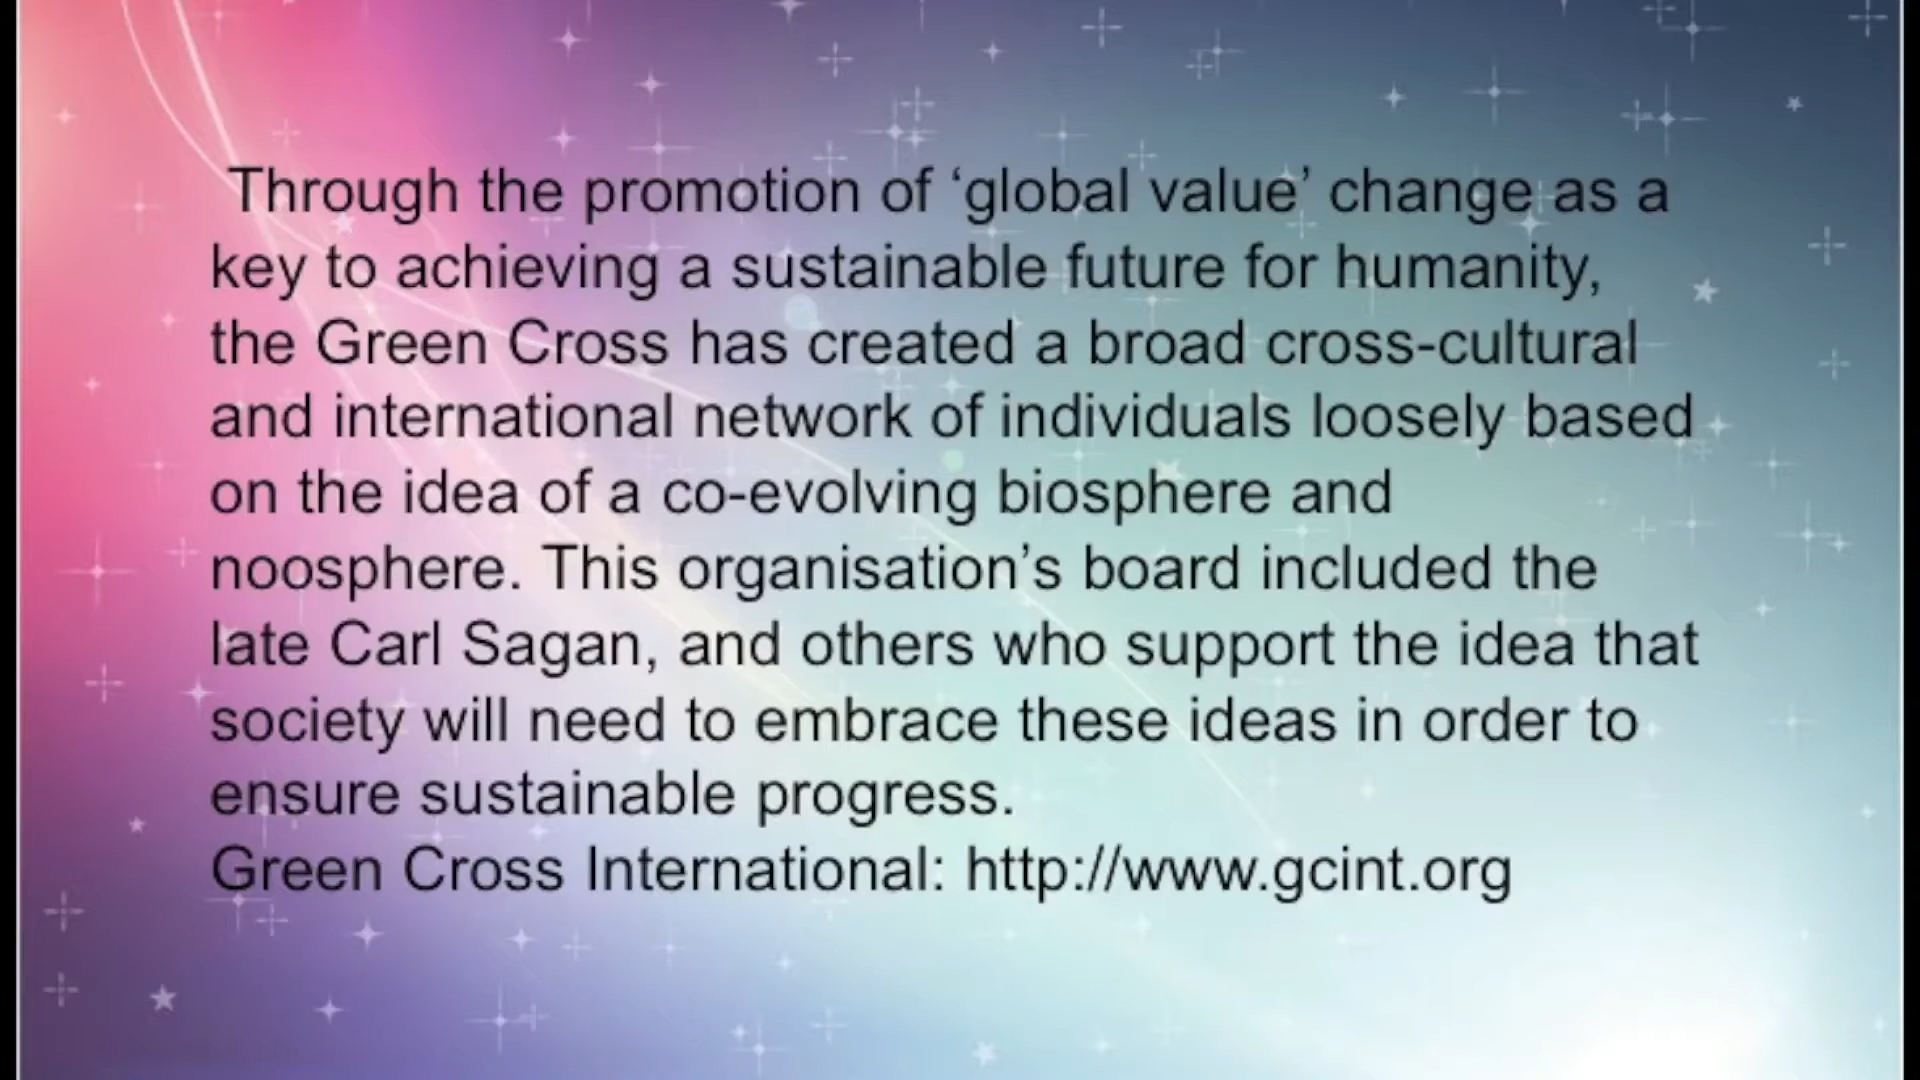 Through the promotion of ‘global value’ change as a
key to achieving a sustainable future for humanity,
the Green Cross has created a broad cross-cultural
and international network of individuals loosely based
on the idea of a co-evolving biosphere and
noosphere. This organisation’s board included the
late Carl Sagan, and others who support the idea that
society will need to embrace these ideas in order to
ensure sustainable progress.
Green Cross International: http://www.gcint.org